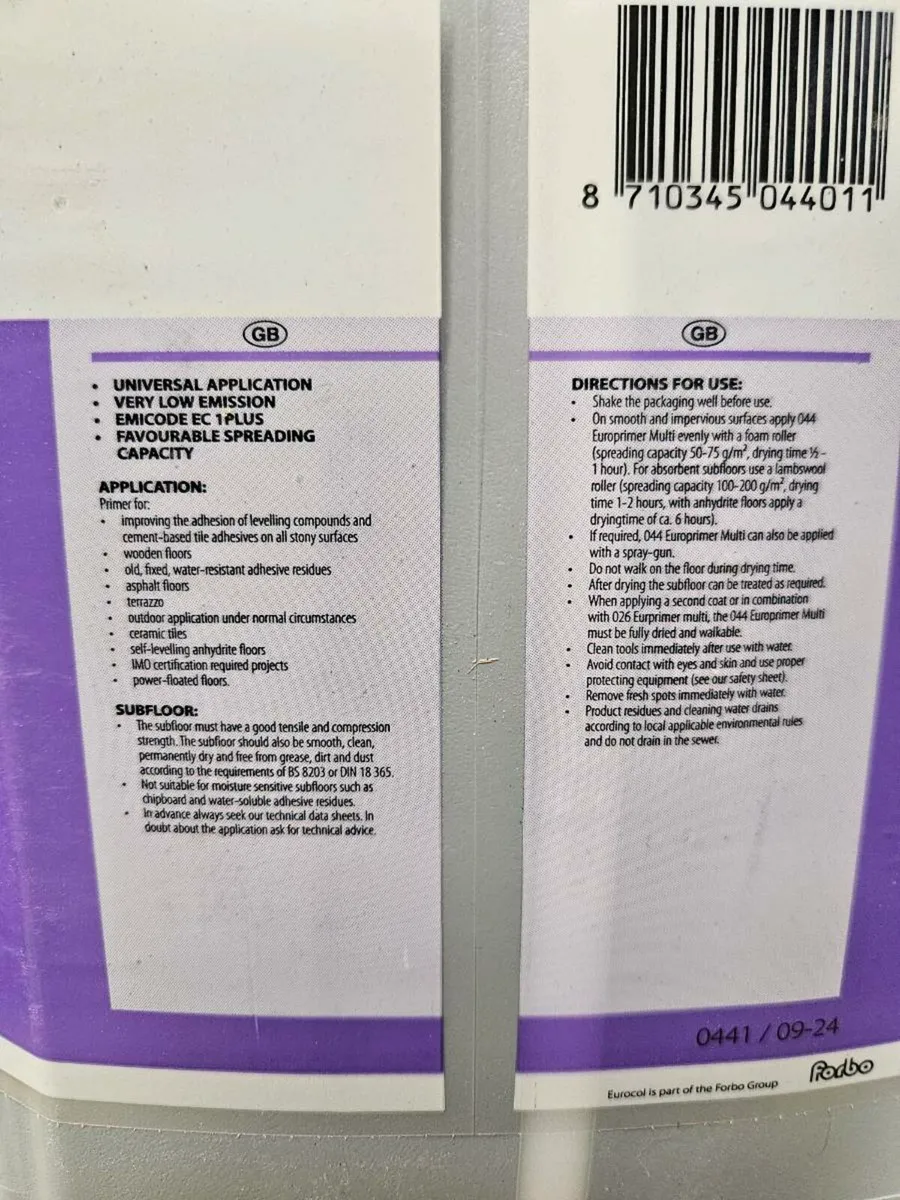 GB
• UNIVERSAL APPLICATION
• VERY LOW EMISSION
• EMICODE EC 1PLUS
• FAVOURABLE SPREADING
CAPACITY
APPLICATION:
Primer for:
• improving the adhesion of levelling compounds and
cement-based tile adhesives on all stony surfaces
• wooden floors
• old, fixed, water-resistant adhesive residues
• asphalt floors
• terrazzo
• outdoor application under normal circumstances
• ceramic tiles
• self-levelling anhydrite floors
• IMO certification required projects
• power-floated floors.
SUBFLOOR:
• The subfloor must have a good tensile and compression
strength. The subfloor should also be smooth, clean,
permanently dry and free from grease, dirt and dust
according to the requirements of BS 8203 or DIN 18 365.
• Not suitable for moisture sensitive subfloors such as
chipboard and water-soluble adhesive residues.
• In advance always seek our technical data sheets. In
doubt about the application ask for technical advice.
8 710345 044011
GB
DIRECTIONS FOR USE:
• Shake the packaging well before use.
• On smooth and impervious surfaces apply 044
Europrimer Multi evenly with a foam roller
(spreading capacity 50-75 g/m², drying time ½ -
1 hour). For absorbent subfloors use a lambswool
roller (spreading capacity 100-200 g/m², drying
time 1-2 hours, with anhydrite floors apply a
dryingtime of ca. 6 hours).
• If required, 044 Europrimer Multi can also be applied
with a spray-gun.
• Do not walk on the floor during drying time.
• After drying the subfloor can be treated as required.
• When applying a second coat or in combination
with 026 Eurprimer multi, the 044 Europrimer Multi
must be fully dried and walkable.
• Clean tools immediately after use with water.
• Avoid contact with eyes and skin and use proper
protecting equipment (see our safety sheet).
• Remove fresh spots immediately with water.
• Product residues and cleaning water drains
according to local applicable environmental rules
and do not drain in the sewer.
0441 / 09-24
Eurocol is part of the Forbo Group
Forbo